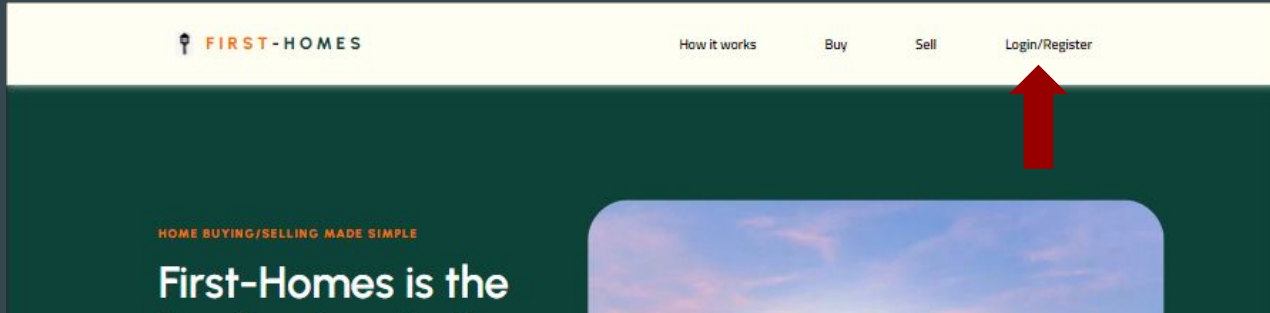 FIRST-HOMES
How it works
Buy
Sell
Login/Register
HOME BUYING/SELLING MADE SIMPLE
First-Homes is the